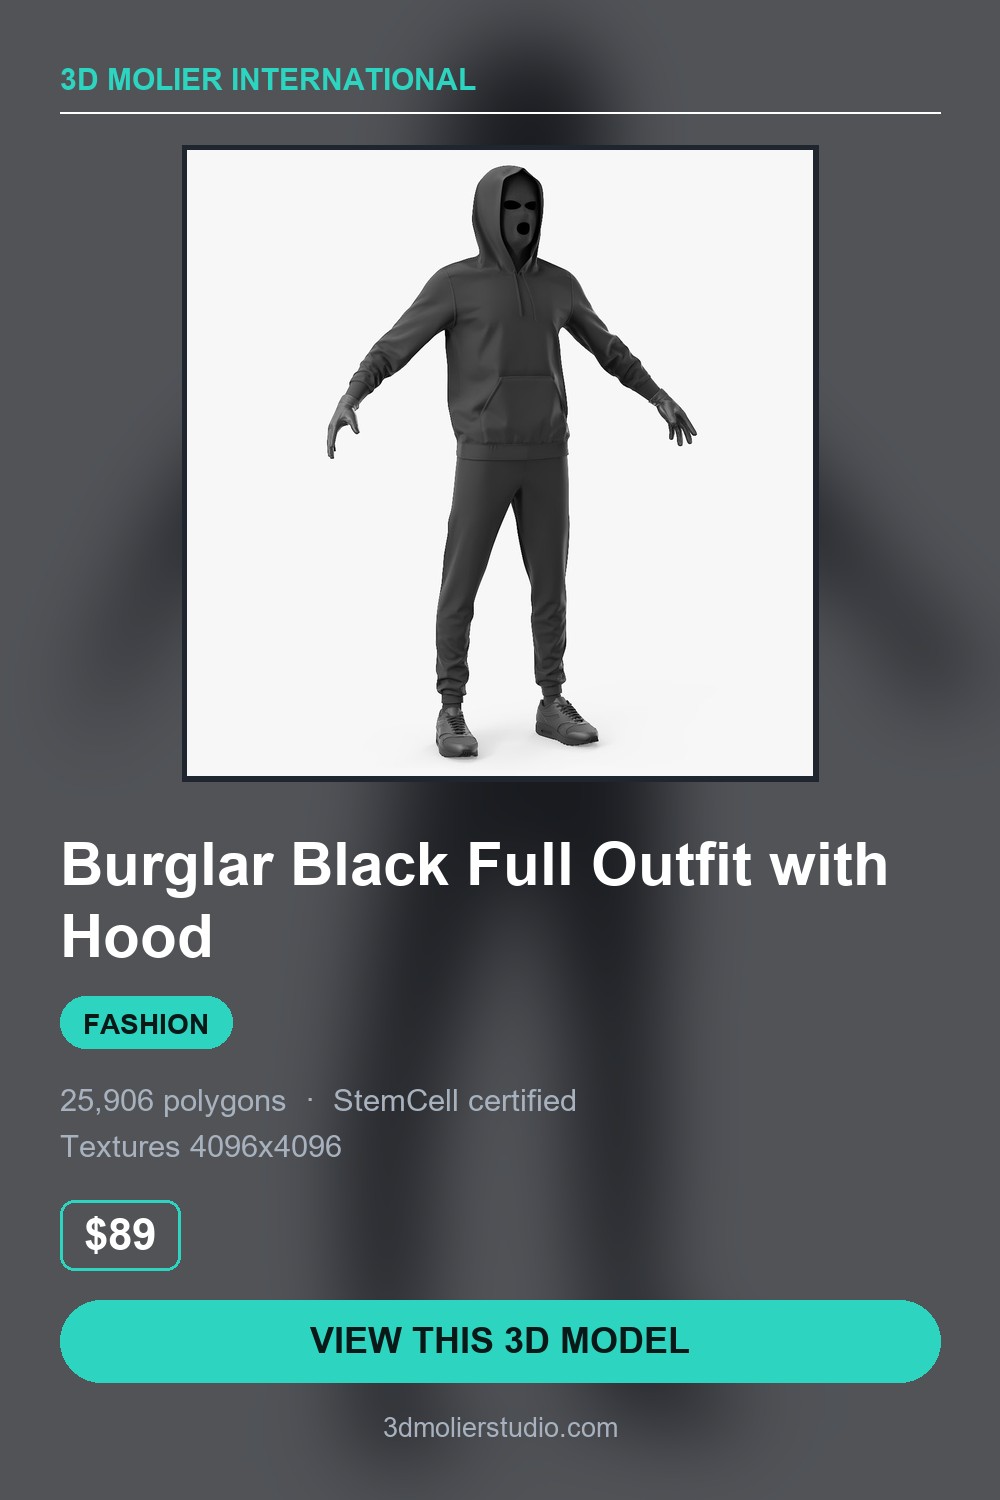 3D MOLIER INTERNATIONAL
Burglar Black Full Outfit with
Hood
FASHION
25,906 polygons · StemCell certified
Textures 4096x4096
$89
VIEW THIS 3D MODEL
3dmolierstudio.com